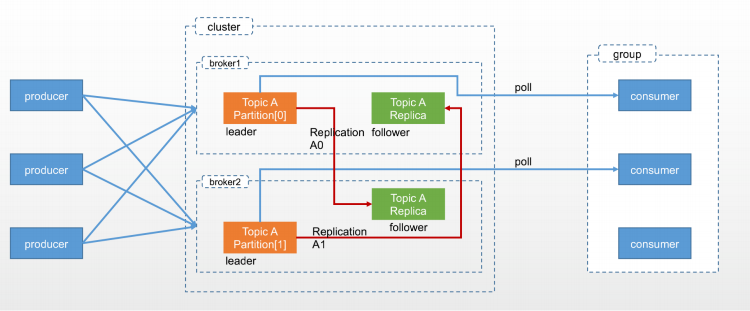 cluster
group
broker1
producer
Topic A
Partition[0]
leader
Replication
A0
Topic A
Replica
follower
poll
consumer
producer
poll
consumer
broker2
Topic A
Replica
follower
producer
Topic A
Partition[1]
leader
Replication
A1
consumer